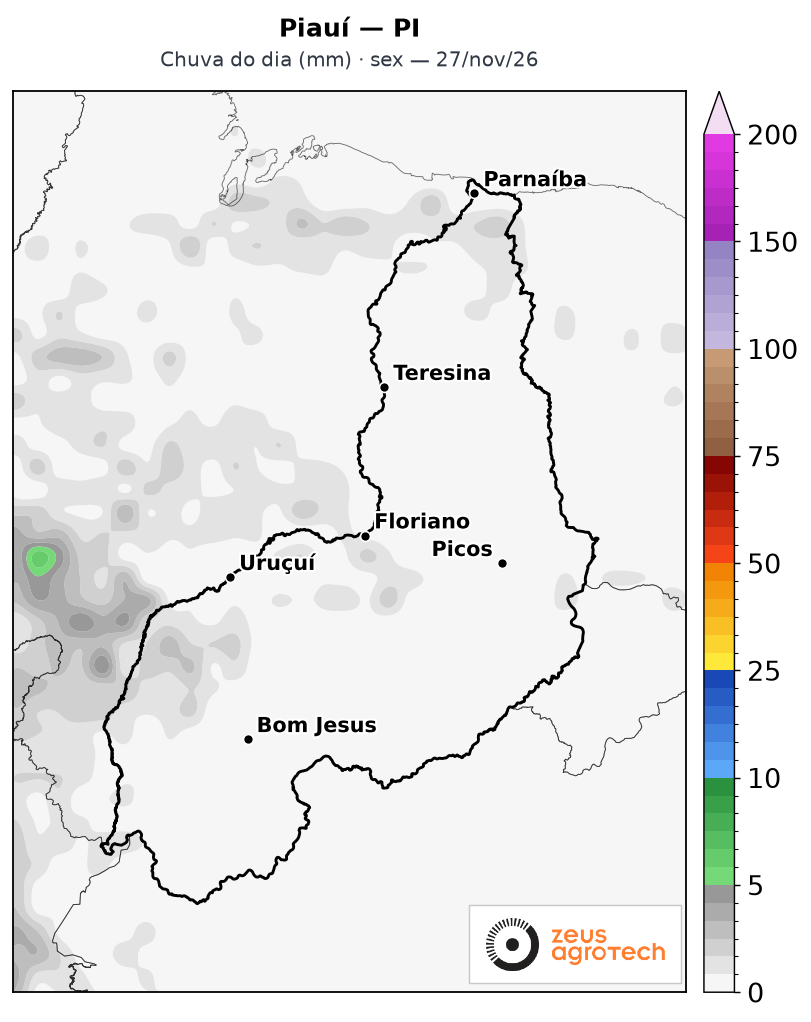 Piauí — PI
Chuva do dia (mm) · sex — 27/nov/26
Parnaíba
Teresina
Floriano
Picos
Uruçuí
Bom Jesus
200
150
100
75
50
25
10
5
0
zeus
agrotech